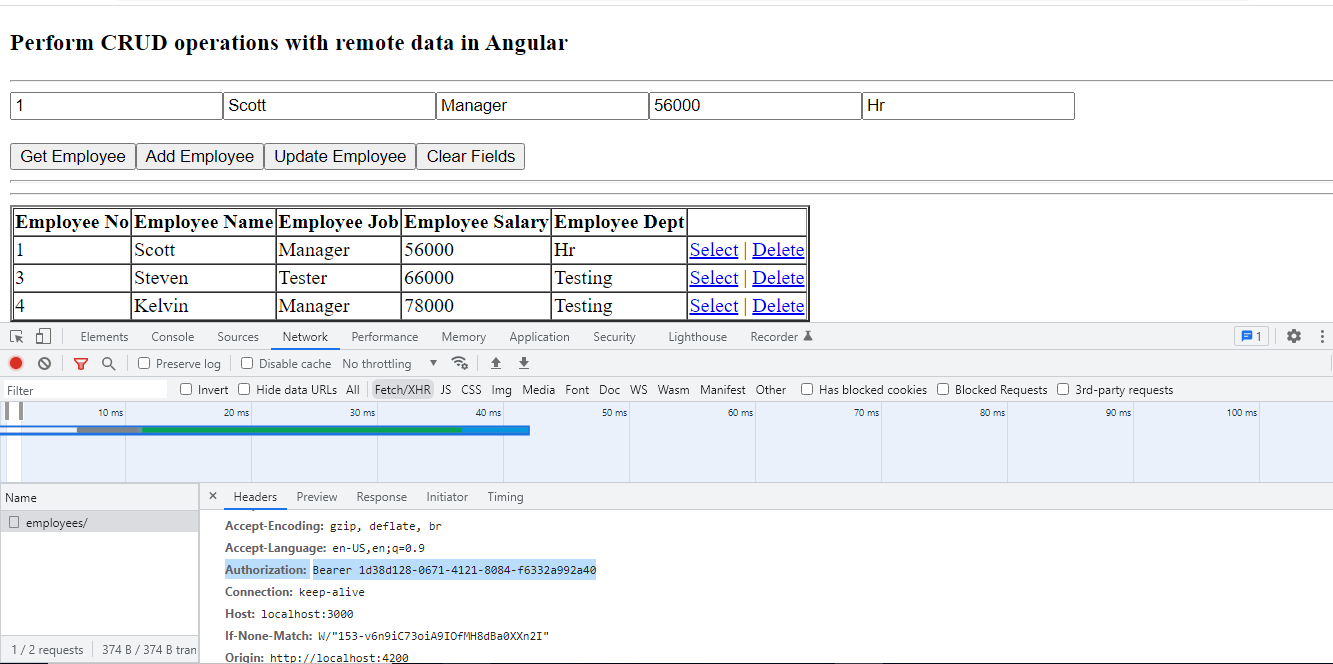 Perform CRUD operations with remote data in Angular
1 Scott Manager 56000 Hr
Get Employee Add Employee Update Employee Clear Fields
Employee No Employee Name Employee Job Employee Salary Employee Dept
1 Scott Manager 56000 Hr Select | Delete
3 Steven Tester 66000 Testing Select | Delete
4 Kelvin Manager 78000 Testing Select | Delete
Elements Console Sources Network Performance Memory Application Security Lighthouse Recorder 1
Preserve log Disable cache No throttling
Filter Invert Hide data URLs All Fetch/XHR JS CSS Img Media Font Doc WS Wasm Manifest Other Has blocked cookies Blocked Requests 3rd-party requests
10 ms 20 ms 30 ms 40 ms 50 ms 60 ms 70 ms 80 ms 90 ms 100 ms
Name × Headers Preview Response Initiator Timing
employees/
Accept-Encoding: gzip, deflate, br
Accept-Language: en-US,en;q=0.9
Authorization: Bearer 1d38d128-0671-4121-8084-f6332a992a40
Connection: keep-alive
Host: localhost:3000
If-None-Match: W/"153-v6n9iC73oiA9IOfMH8dBa0XXn2I"
1 / 2 requests 374 B / 374 B tran
Origin: http://localhost:4200